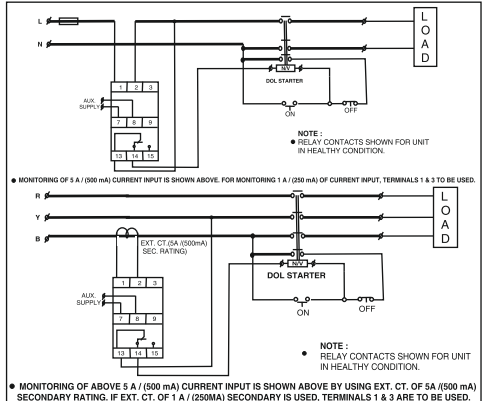 L
N
1 2 3
AUX.
SUPPLY
7 8 9
13 14 15
N/V
DOL STARTER
ON
OFF
L
O
A
D
NOTE :
● RELAY CONTACTS SHOWN FOR UNIT
IN HEALTHY CONDITION.
● MONITORING OF 5 A / (500 mA) CURRENT INPUT IS SHOWN ABOVE. FOR MONITORING 1 A / (250 mA) OF CURRENT INPUT, TERMINALS 1 & 3 TO BE USED.
R
Y
B
EXT. CT.(5A /(500mA)
SEC. RATING)
1 2 3
AUX.
SUPPLY
7 8 9
13 14 15
N/V
DOL STARTER
ON
OFF
L
O
A
D
NOTE :
● RELAY CONTACTS SHOWN FOR UNIT
IN HEALTHY CONDITION.
● MONITORING OF ABOVE 5 A / (500 mA) CURRENT INPUT IS SHOWN ABOVE BY USING EXT. CT. OF 5A /(500 mA)
SECONDARY RATING. IF EXT. CT. OF 1 A / (250MA) SECONDARY IS USED, TERMINALS 1 & 3 ARE TO BE USED.